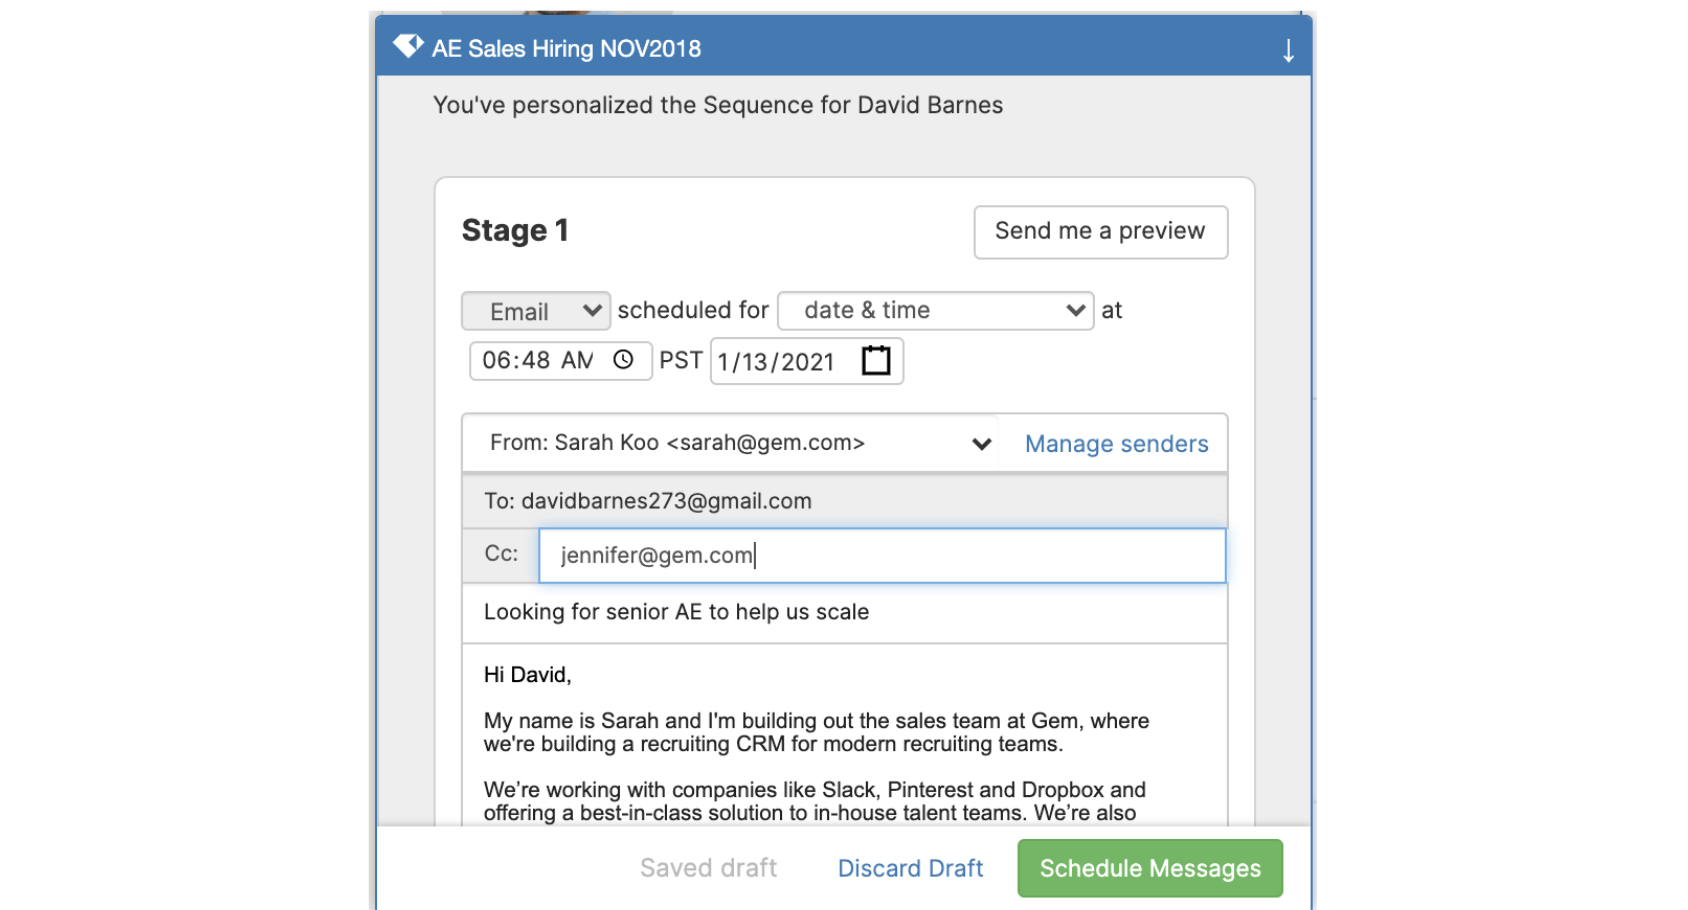 AE Sales Hiring NOV2018
You've personalized the Sequence for David Barnes
Stage 1
Send me a preview
Email scheduled for date & time at
06:48 AM PST 1/13/2021
From: Sarah Koo <sarah@gem.com>
Manage senders
To: davidbarnes273@gmail.com
Cc: jennifer@gem.com
Looking for senior AE to help us scale
Hi David,
My name is Sarah and I'm building out the sales team at Gem, where
we're building a recruiting CRM for modern recruiting teams.
We’re working with companies like Slack, Pinterest and Dropbox and
offering a best-in-class solution to in-house talent teams. We’re also
Saved draft
Discard Draft
Schedule Messages